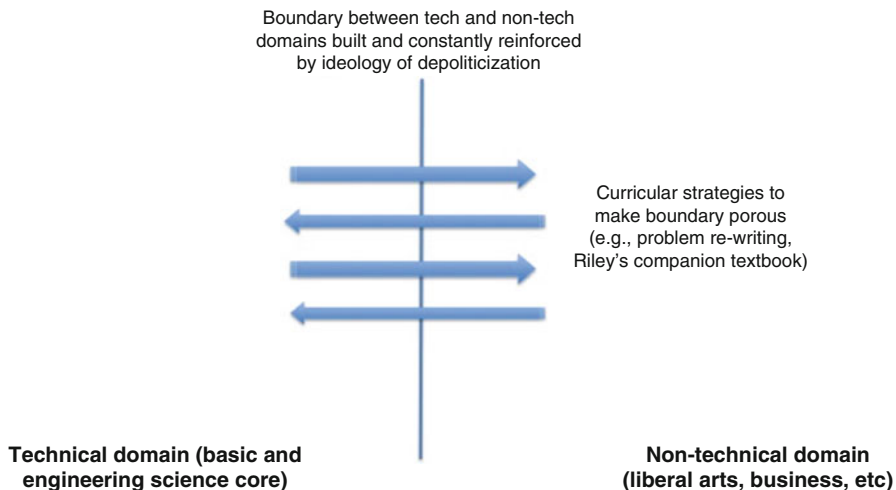 Boundary between tech and non-tech
domains built and constantly reinforced
by ideology of depoliticization
Curricular strategies to
make boundary porous
(e.g., problem re-writing,
Riley's companion textbook)
Technical domain (basic and
engineering science core)
Non-technical domain
(liberal arts, business, etc)